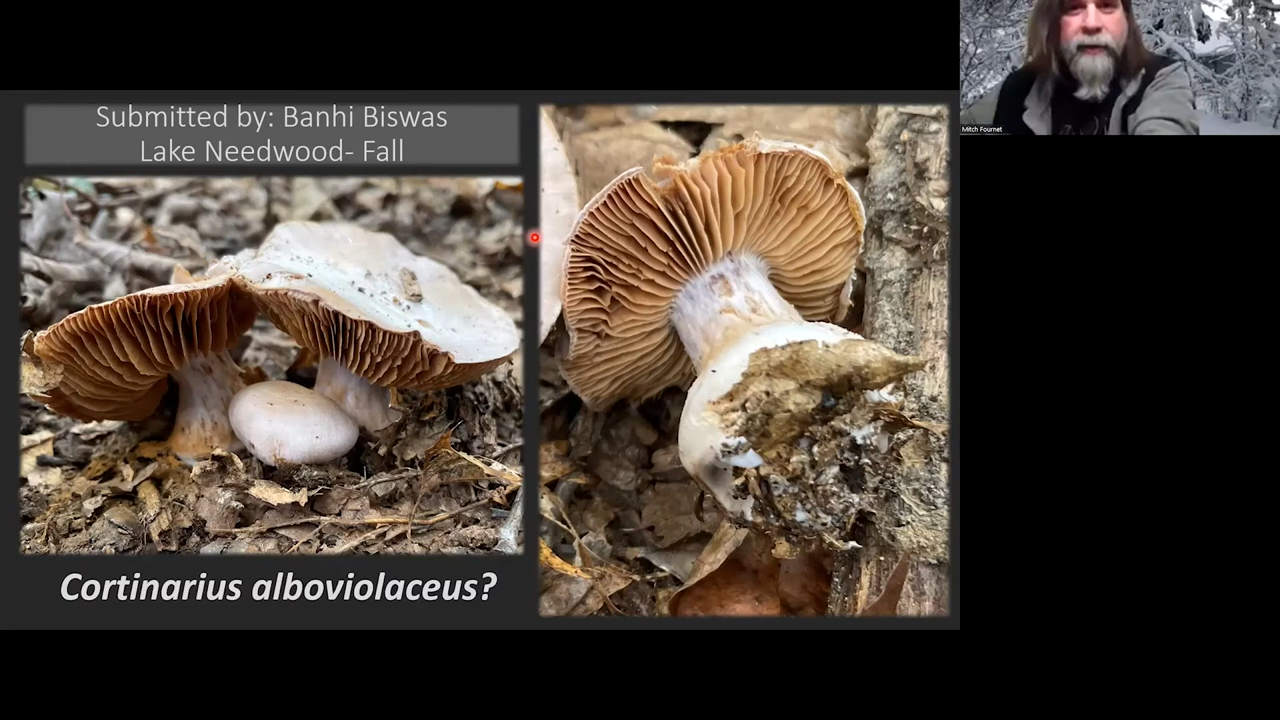 Submitted by: Banhi Biswas
Lake Needwood- Fall
Cortinarius alboviolaceus?
Mitch Fournet